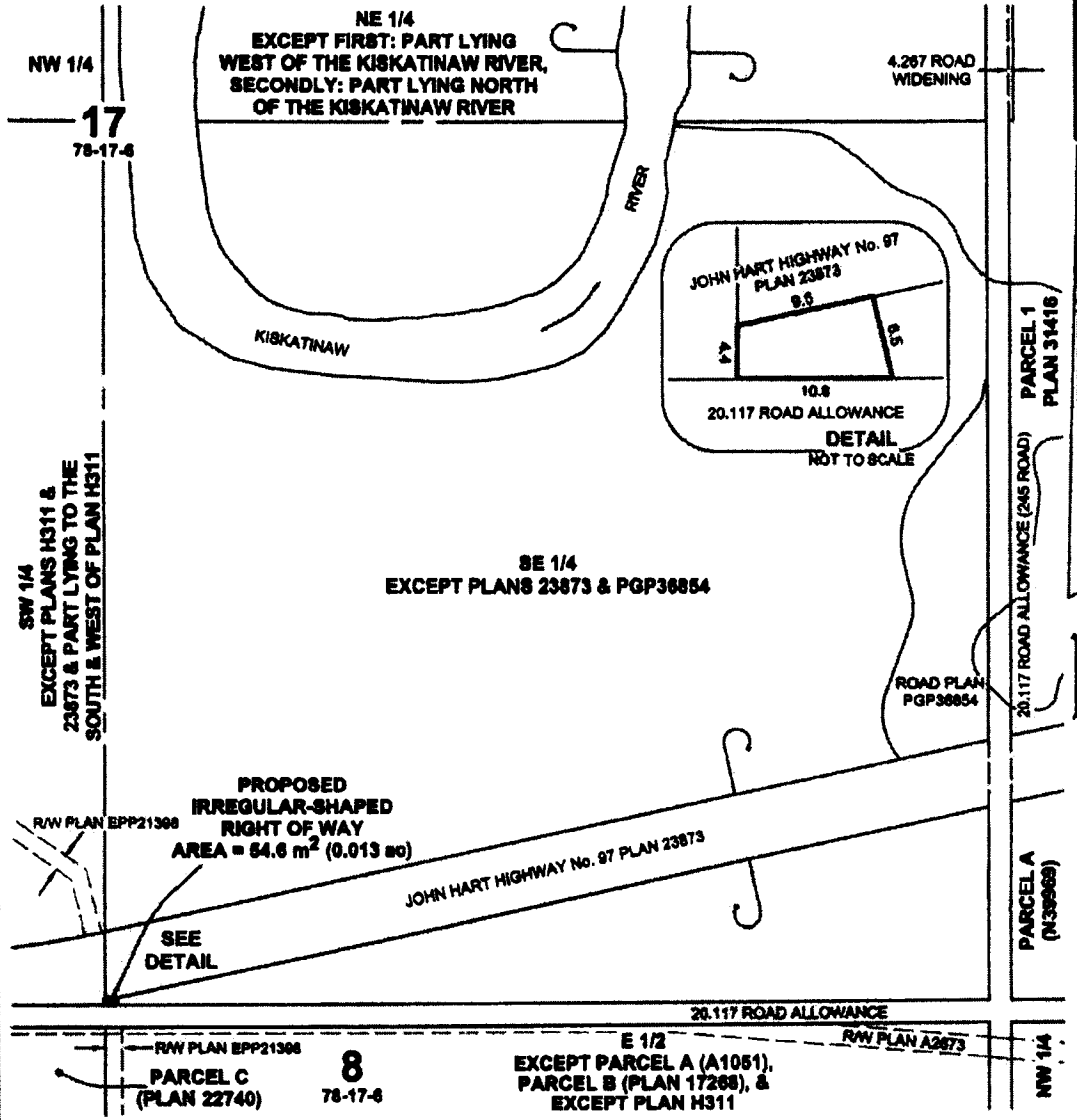 NE 1/4
EXCEPT FIRST: PART LYING
WEST OF THE KISKATINAW RIVER,
SECONDLY: PART LYING NORTH
OF THE KISKATINAW RIVER
NW 1/4
4.267 ROAD
WIDENING
17
78-17-6
RIVER
KISKATINAW
JOHN HART HIGHWAY No. 97
PLAN 23873
9.6
4.4
6.5
10.8
20.117 ROAD ALLOWANCE
DETAIL
NOT TO SCALE
PARCEL 1
PLAN 31416
20.117 ROAD ALLOWANCE (245 ROAD)
SW 1/4
EXCEPT PLANS H311 &
23873 & PART LYING TO THE
SOUTH & WEST OF PLAN H311
SE 1/4
EXCEPT PLANS 23873 & PGP36854
ROAD PLAN
PGP36854
PROPOSED
IRREGULAR-SHAPED
RIGHT OF WAY
AREA = 54.6 m² (0.013 ac)
R/W PLAN EPP21398
JOHN HART HIGHWAY No. 97 PLAN 23873
SEE
DETAIL
PARCEL A
(N39969)
20.117 ROAD ALLOWANCE
R/W PLAN EPP21398
PARCEL C
(PLAN 22740)
8
78-17-6
E 1/2
EXCEPT PARCEL A (A1051),
PARCEL B (PLAN 17268), &
EXCEPT PLAN H311
R/W PLAN A2673
NW 1/4